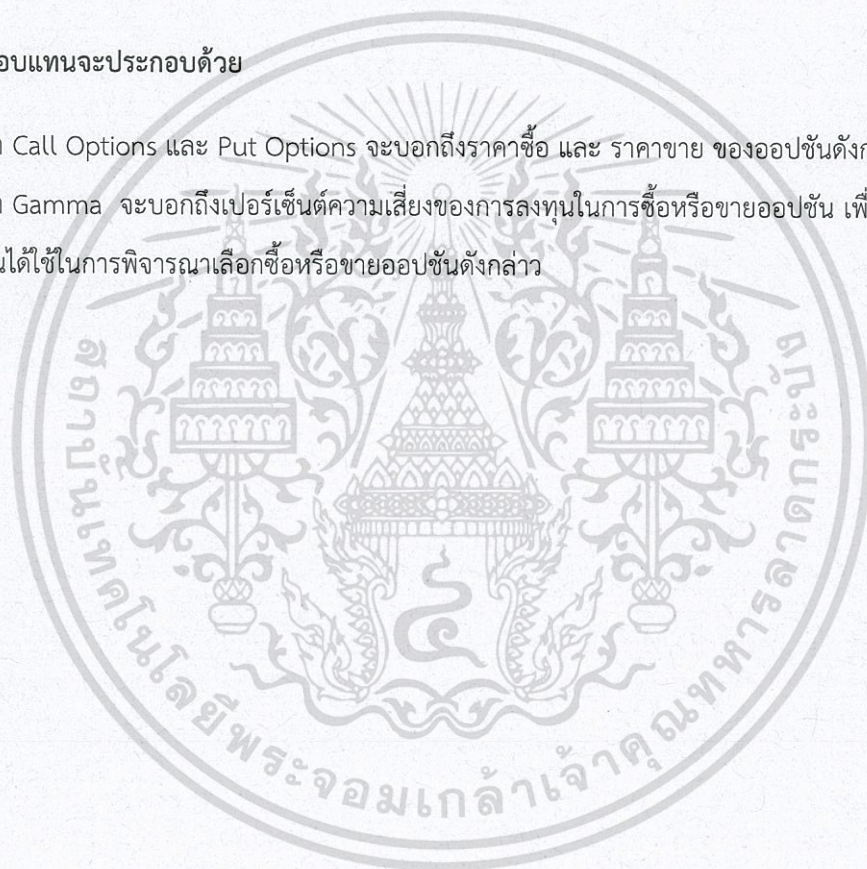 อบแทนจะประกอบด้วย
า Call Options และ Put Options จะบอกถึงราคาซื้อ และ ราคาขาย ของออปชันดังก
า Gamma จะบอกถึงเปอร์เซ็นต์ความเสี่ยงของการลงทุนในการซื้อหรือขายออปชัน เพื่
นได้ใช้ในการพิจารณาเลือกซื้อหรือขายออปชันดังกล่าว
สถาบันเทคโนโลยีพระจอมเกล้าเจ้าคุณทหารลาดกระบัง
๔